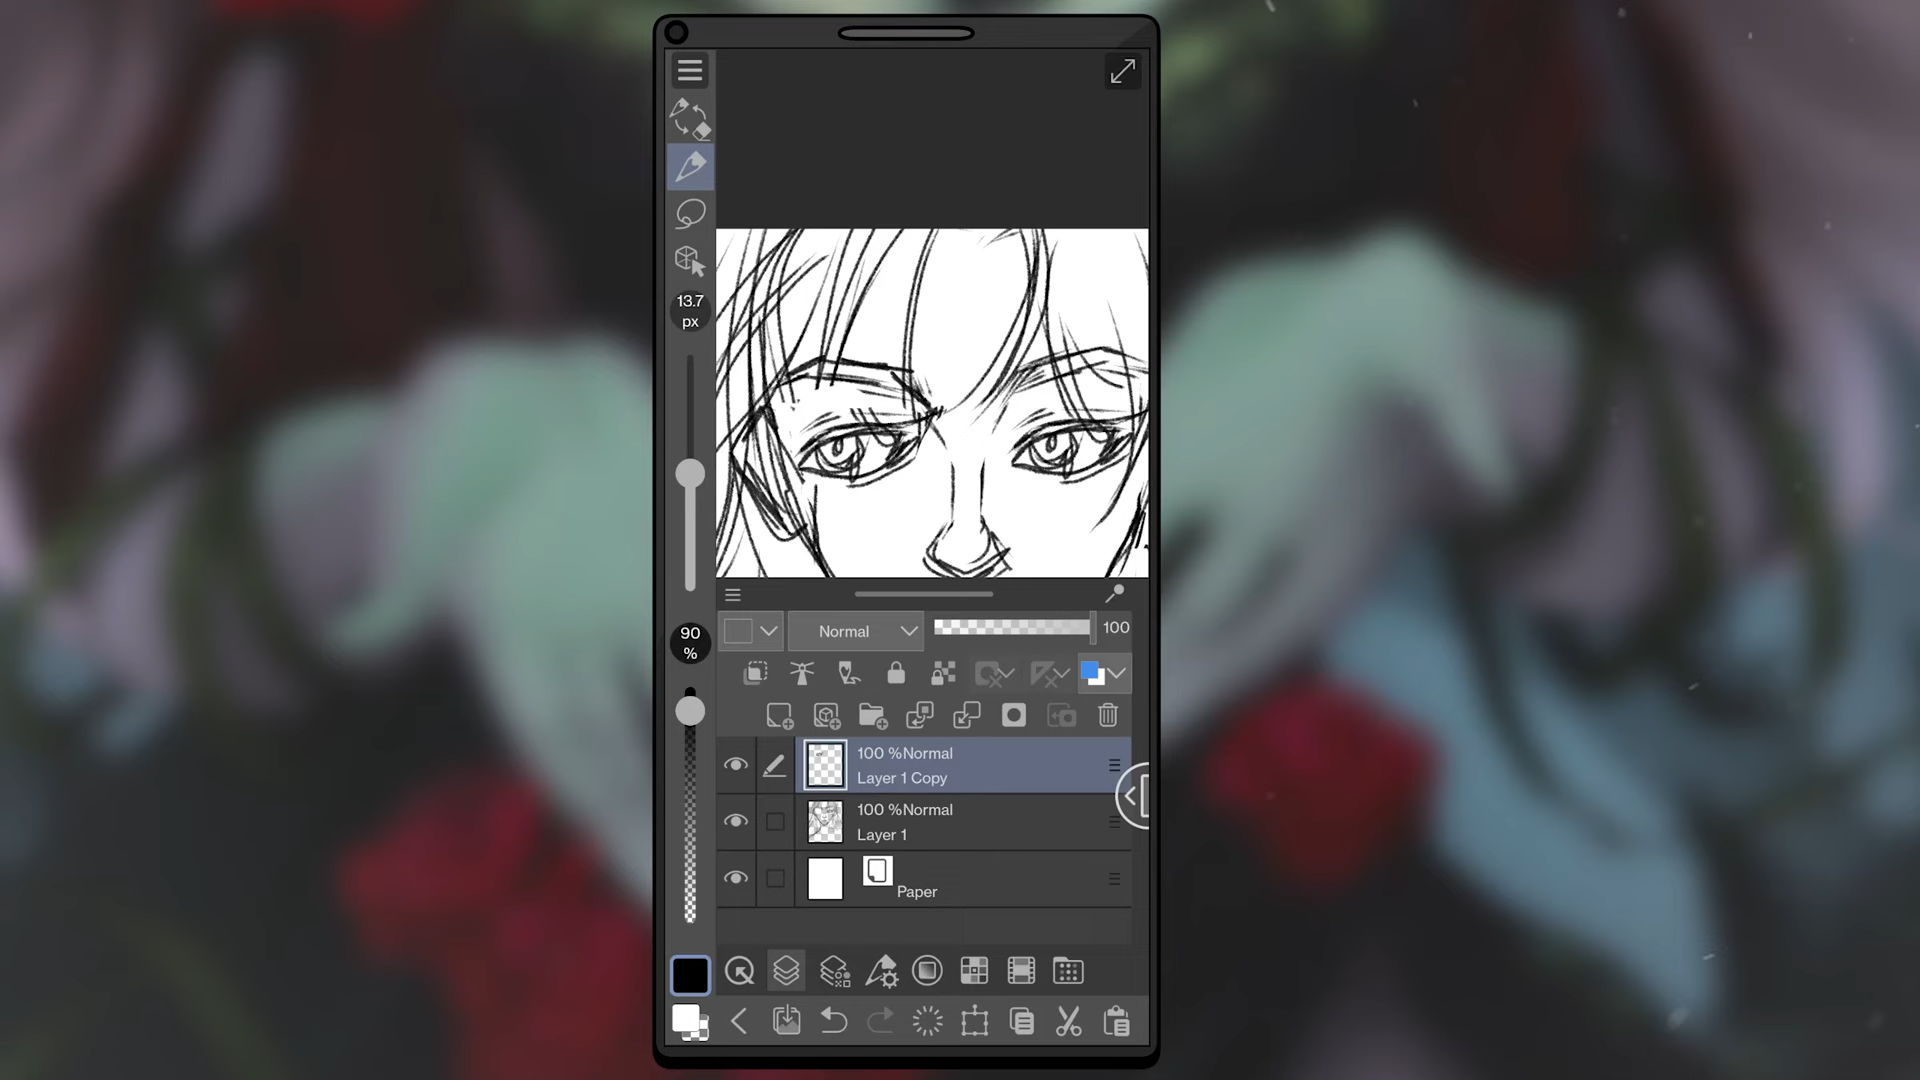 13.7
px
Normal
100
90
%
100 %Normal
Layer 1 Copy
100 %Normal
Layer 1
Paper